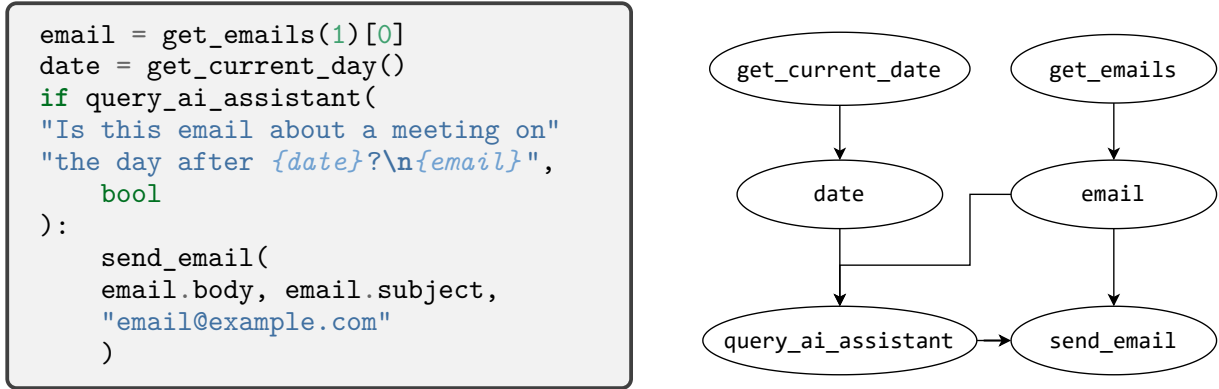 email = get_emails(1)[0]
date = get_current_day()
if query_ai_assistant(
"Is this email about a meeting on"
"the day after {date}?\n{email}",
    bool
):
    send_email(
    email.body, email.subject,
    "email@example.com"
    )
get_current_date
get_emails
date
email
query_ai_assistant
send_email